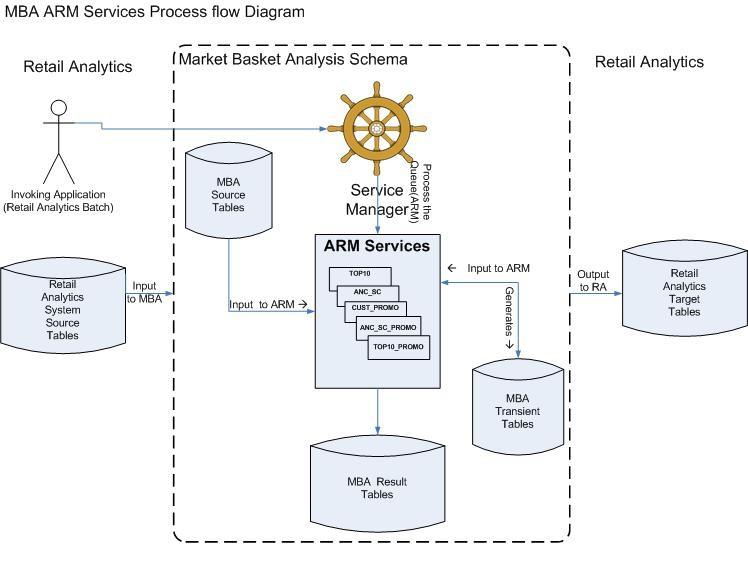 MBA ARM Services Process flow Diagram
Retail Analytics
Market Basket Analysis Schema
Retail Analytics
Invoking Application
(Retail Analytics Batch)
MBA
Source
Tables
Service
Manager
Process the
Queue(ARM)
Retail
Analytics
System
Source
Tables
Input
to MBA
Input to ARM →
ARM Services
TOP10
ANC_SC
CUST_PROMO
ANC_SC_PROMO
TOP10_PROMO
← Input to ARM
Generates →
MBA
Transient
Tables
Output
to RA
Retail
Analytics
Target
Tables
MBA Result
Tables